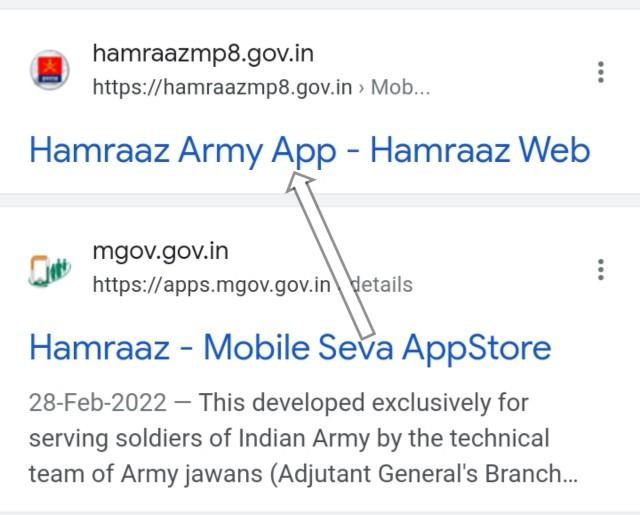 hamraazmp8.gov.in
https://hamraazmp8.gov.in › Mob...
Hamraaz Army App - Hamraaz Web
mgov.gov.in
https://apps.mgov.gov.in › details
Hamraaz - Mobile Seva AppStore
28-Feb-2022 — This developed exclusively for
serving soldiers of Indian Army by the technical
team of Army jawans (Adjutant General's Branch...